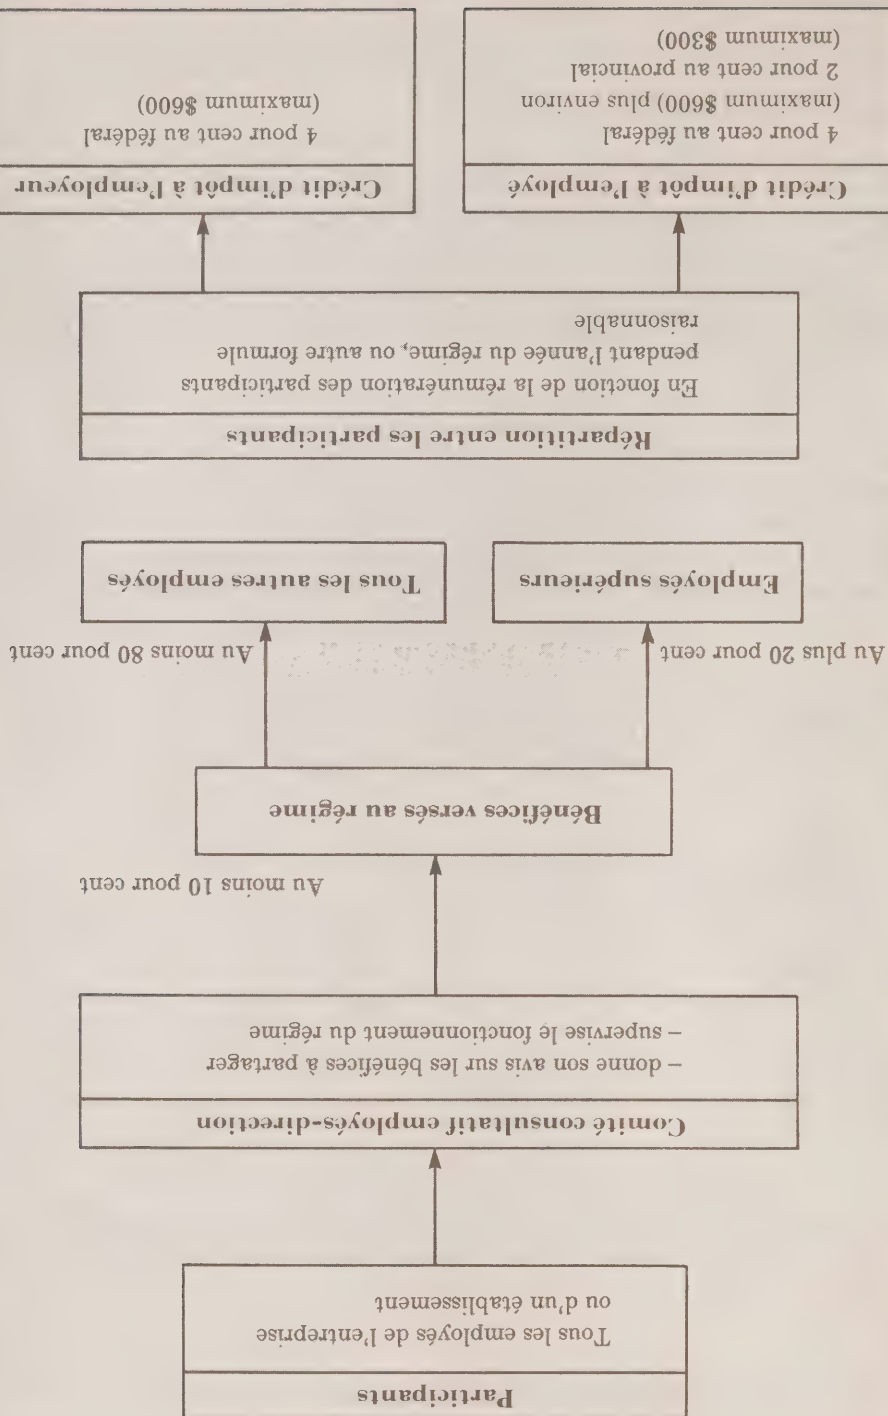 Participants
Tous les employés de l'entreprise
ou d'un établissement
Comité consultatif employés-direction
– donne son avis sur les bénéfices à partager
– supervise le fonctionnement du régime
Au moins 10 pour cent
Bénéfices versés au régime
Au plus 20 pour cent
Au moins 80 pour cent
Employés supérieurs
Tous les autres employés
Répartition entre les participants
En fonction de la rémunération des participants
pendant l'année du régime, ou autre formule
raisonnable
Crédit d'impôt à l'employé
4 pour cent au fédéral
(maximum $600) plus environ
2 pour cent au provincial
(maximum $300)
Crédit d'impôt à l'employeur
4 pour cent au fédéral
(maximum $600)